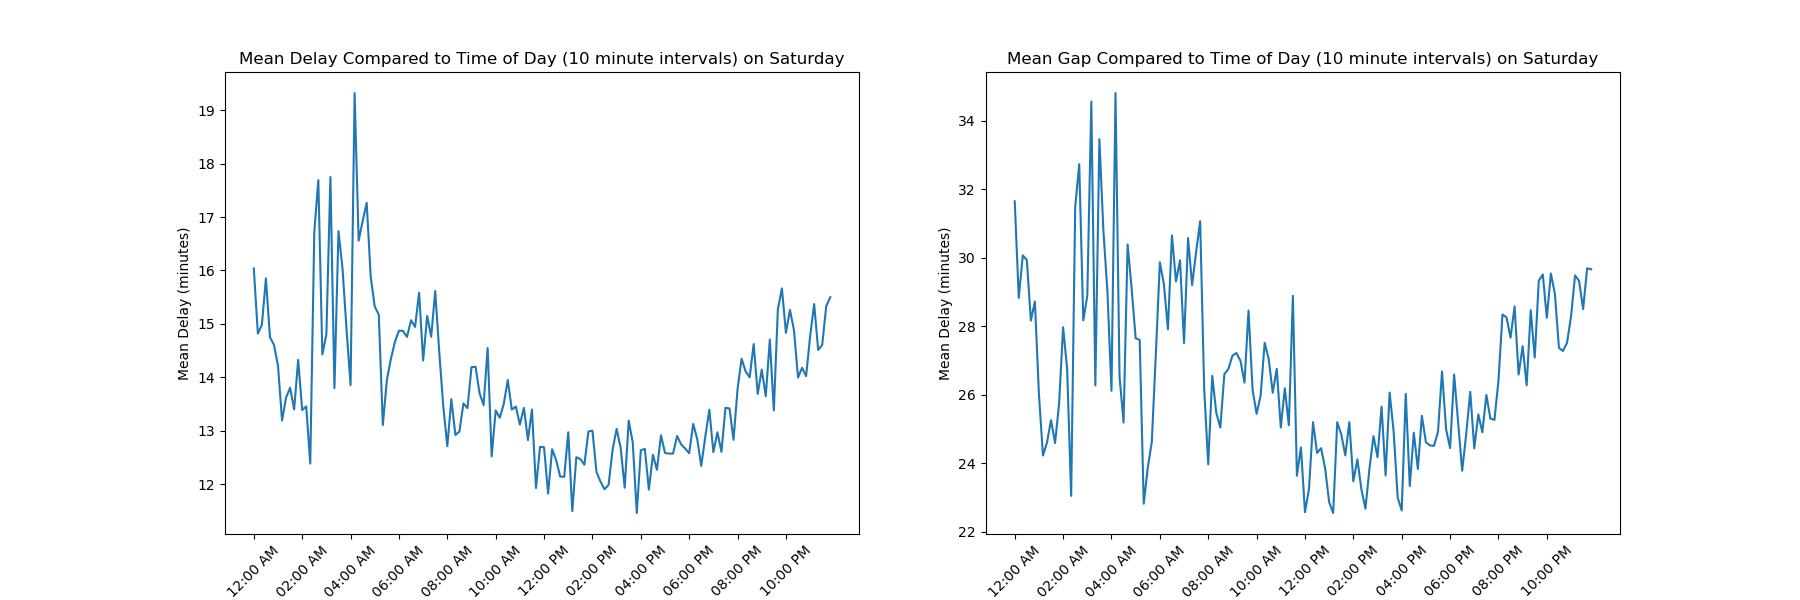 Mean Delay Compared to Time of Day (10 minute intervals) on Saturday
Mean Delay (minutes)
19
18
17
16
15
14
13
12
12:00 AM
02:00 AM
04:00 AM
06:00 AM
08:00 AM
10:00 AM
12:00 PM
02:00 PM
04:00 PM
06:00 PM
08:00 PM
10:00 PM
Mean Gap Compared to Time of Day (10 minute intervals) on Saturday
Mean Delay (minutes)
34
32
30
28
26
24
22
12:00 AM
02:00 AM
04:00 AM
06:00 AM
08:00 AM
10:00 AM
12:00 PM
02:00 PM
04:00 PM
06:00 PM
08:00 PM
10:00 PM